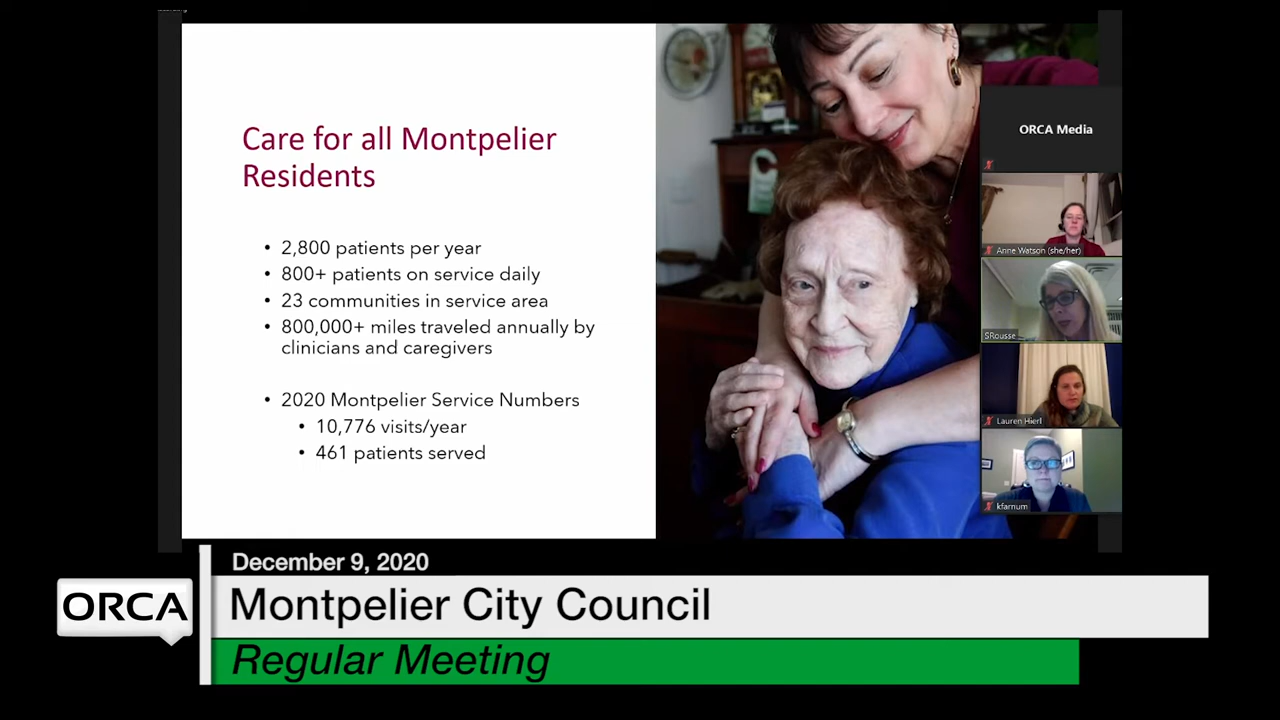 Care for all Montpelier
Residents
• 2,800 patients per year
• 800+ patients on service daily
• 23 communities in service area
• 800,000+ miles traveled annually by
clinicians and caregivers
• 2020 Montpelier Service Numbers
• 10,776 visits/year
• 461 patients served
ORCA Media
Anne Watson (she/her)
SRousse
Lauren Hierl
kfarnum
December 9, 2020
ORCA
Montpelier City Council
Regular Meeting